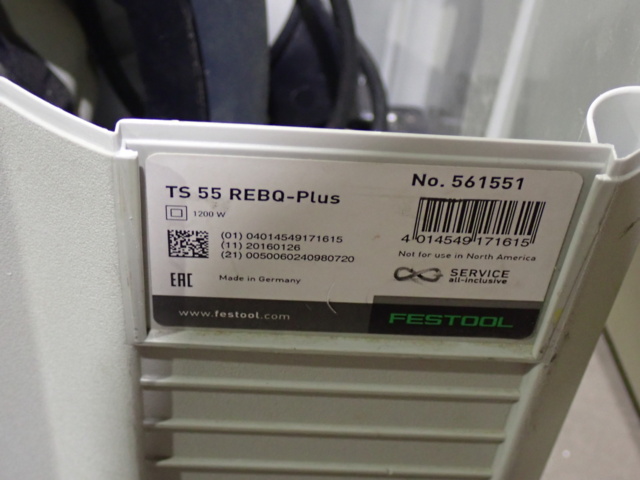 TS 55 REBQ-Plus
1200 W
No. 561551
4 014549 171615
(01) 04014549171615
(11) 20160126
(21) 0050060240980720
Not for use in North America
EAC
Made in Germany
SERVICE
all-inclusive
www.festool.com
FESTOOL